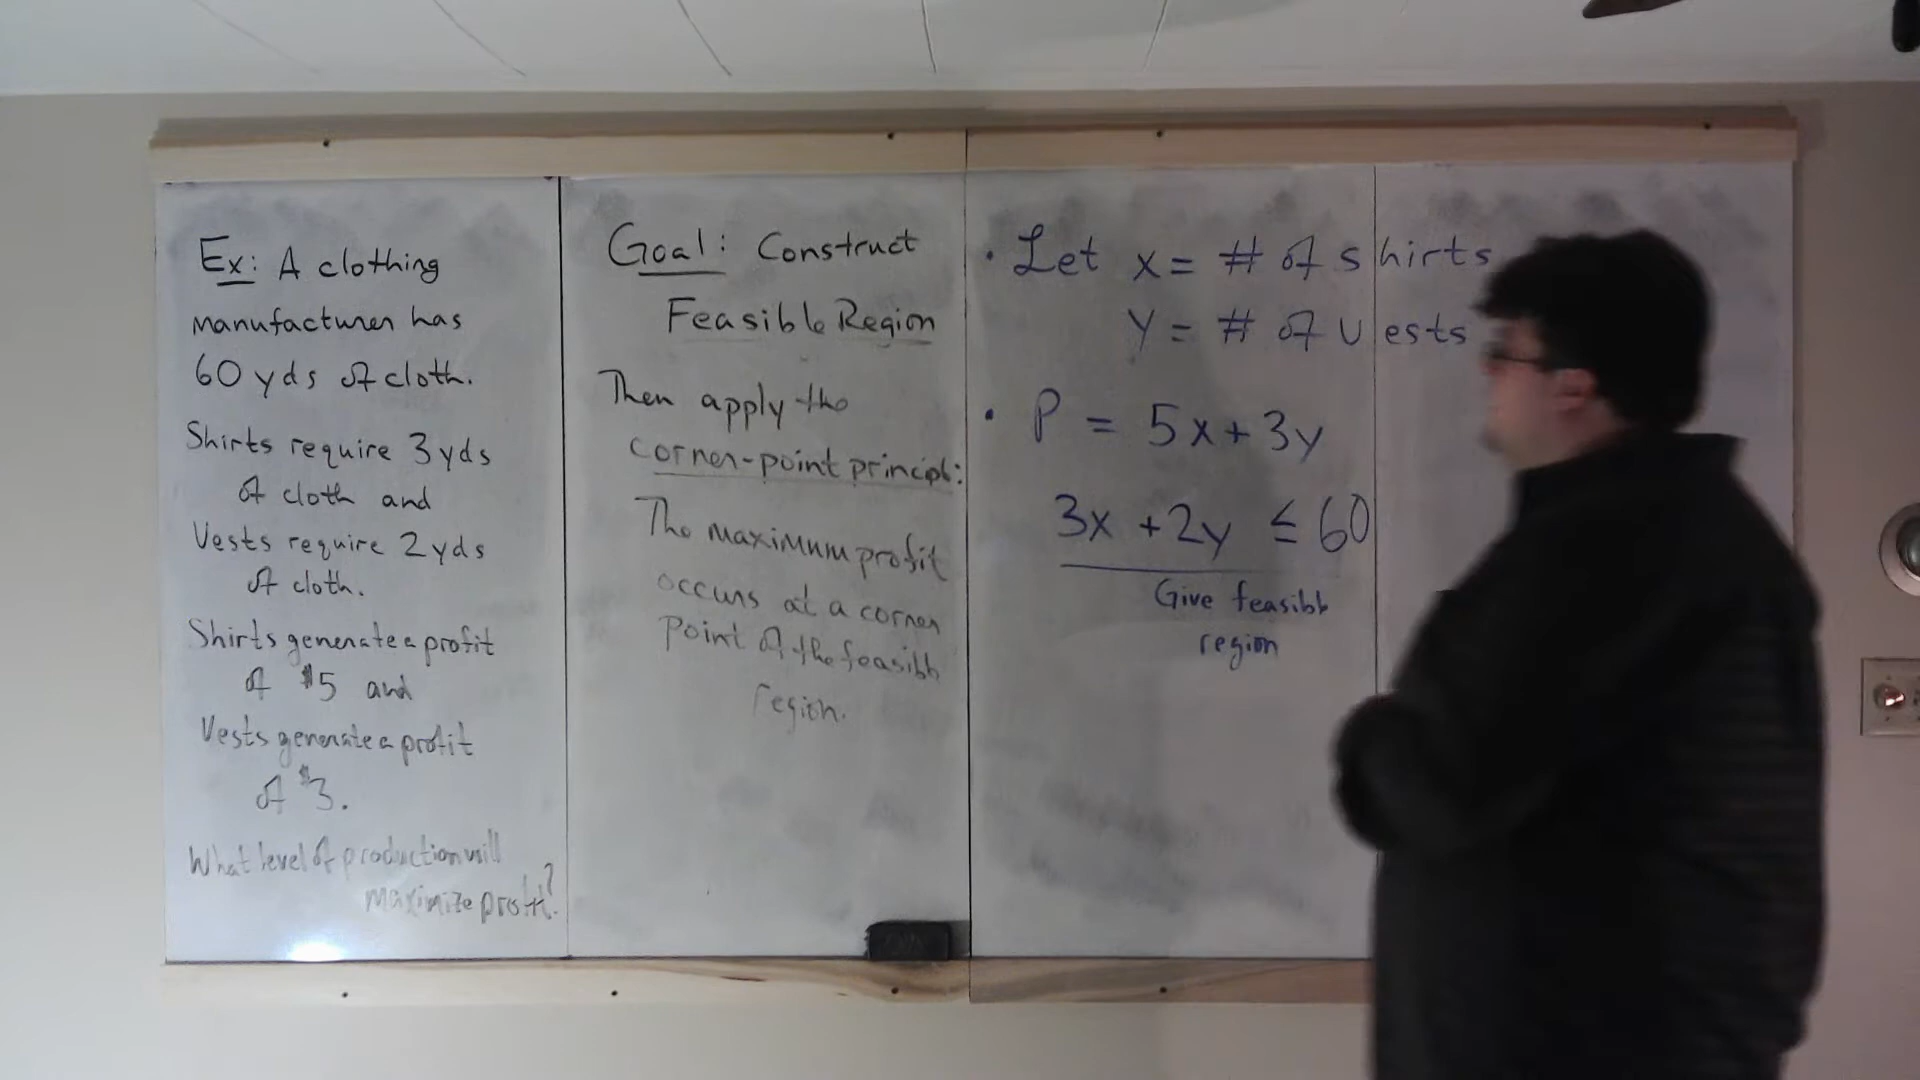 Ex: A clothing
manufacturer has
60 yds of cloth.
Shirts require 3 yds
of cloth and
Vests require 2 yds
of cloth.
Shirts generate a profit
of $5 and
Vests generate a profit
of $3.
What level of production will
maximize profit?
Goal: Construct
Feasible Region
Then apply the
corner-point principle:
The maximum profit
occurs at a corner
point of the feasible
region.
• Let x = # of shirts
Y = # of vests
• P = 5x + 3y
3x + 2y ≤ 60
Give feasible
region